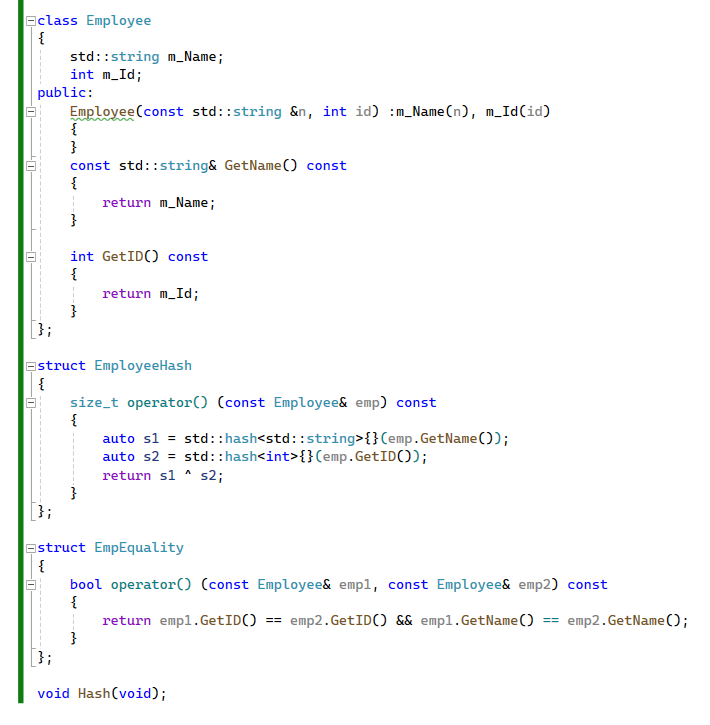 class Employee
{
    std::string m_Name;
    int m_Id;
public:
    Employee(const std::string &n, int id) :m_Name(n), m_Id(id)
    {
    }
    const std::string& GetName() const
    {
        return m_Name;
    }

    int GetID() const
    {
        return m_Id;
    }
};

struct EmployeeHash
{
    size_t operator() (const Employee& emp) const
    {
        auto s1 = std::hash<std::string>{}(emp.GetName());
        auto s2 = std::hash<int>{}(emp.GetID());
        return s1 ^ s2;
    }
};

struct EmpEquality
{
    bool operator() (const Employee& emp1, const Employee& emp2) const
    {
        return emp1.GetID() == emp2.GetID() && emp1.GetName() == emp2.GetName();
    }
};

void Hash(void);